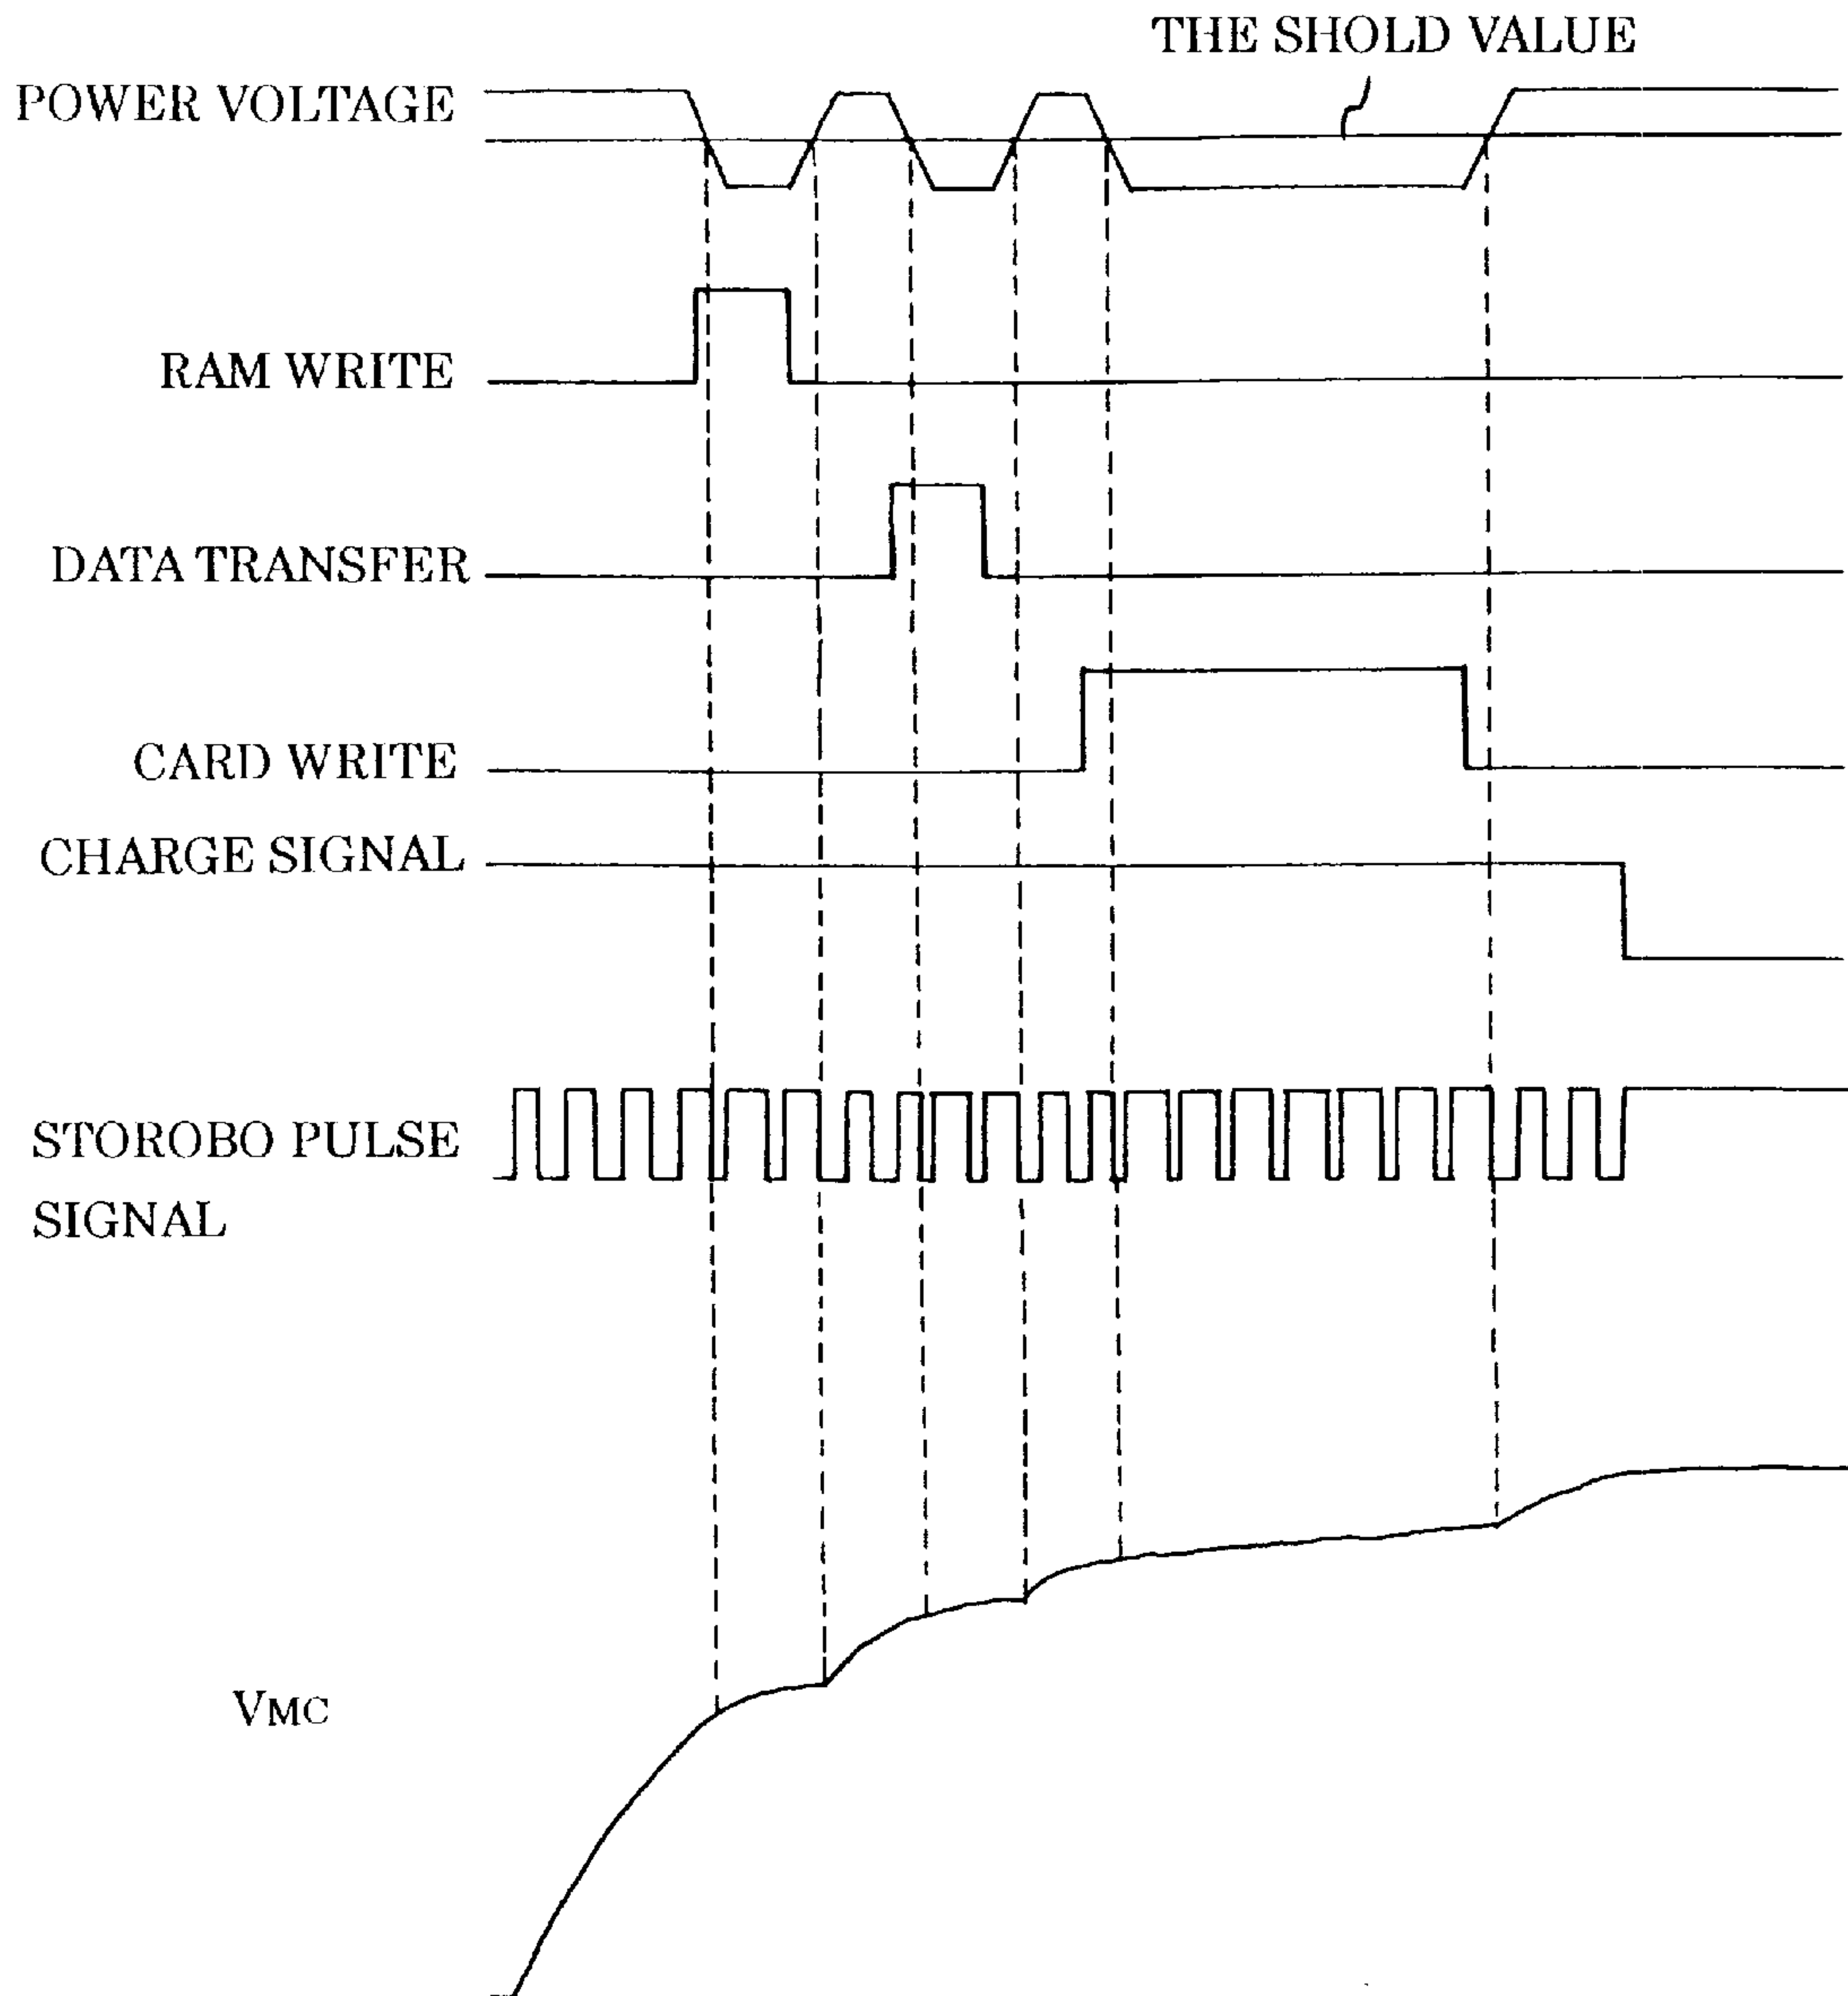 THE SHOLD VALUE
POWER VOLTAGE
RAM WRITE
DATA TRANSFER
CARD WRITE
CHARGE SIGNAL
STOROBO PULSE
SIGNAL
VMC